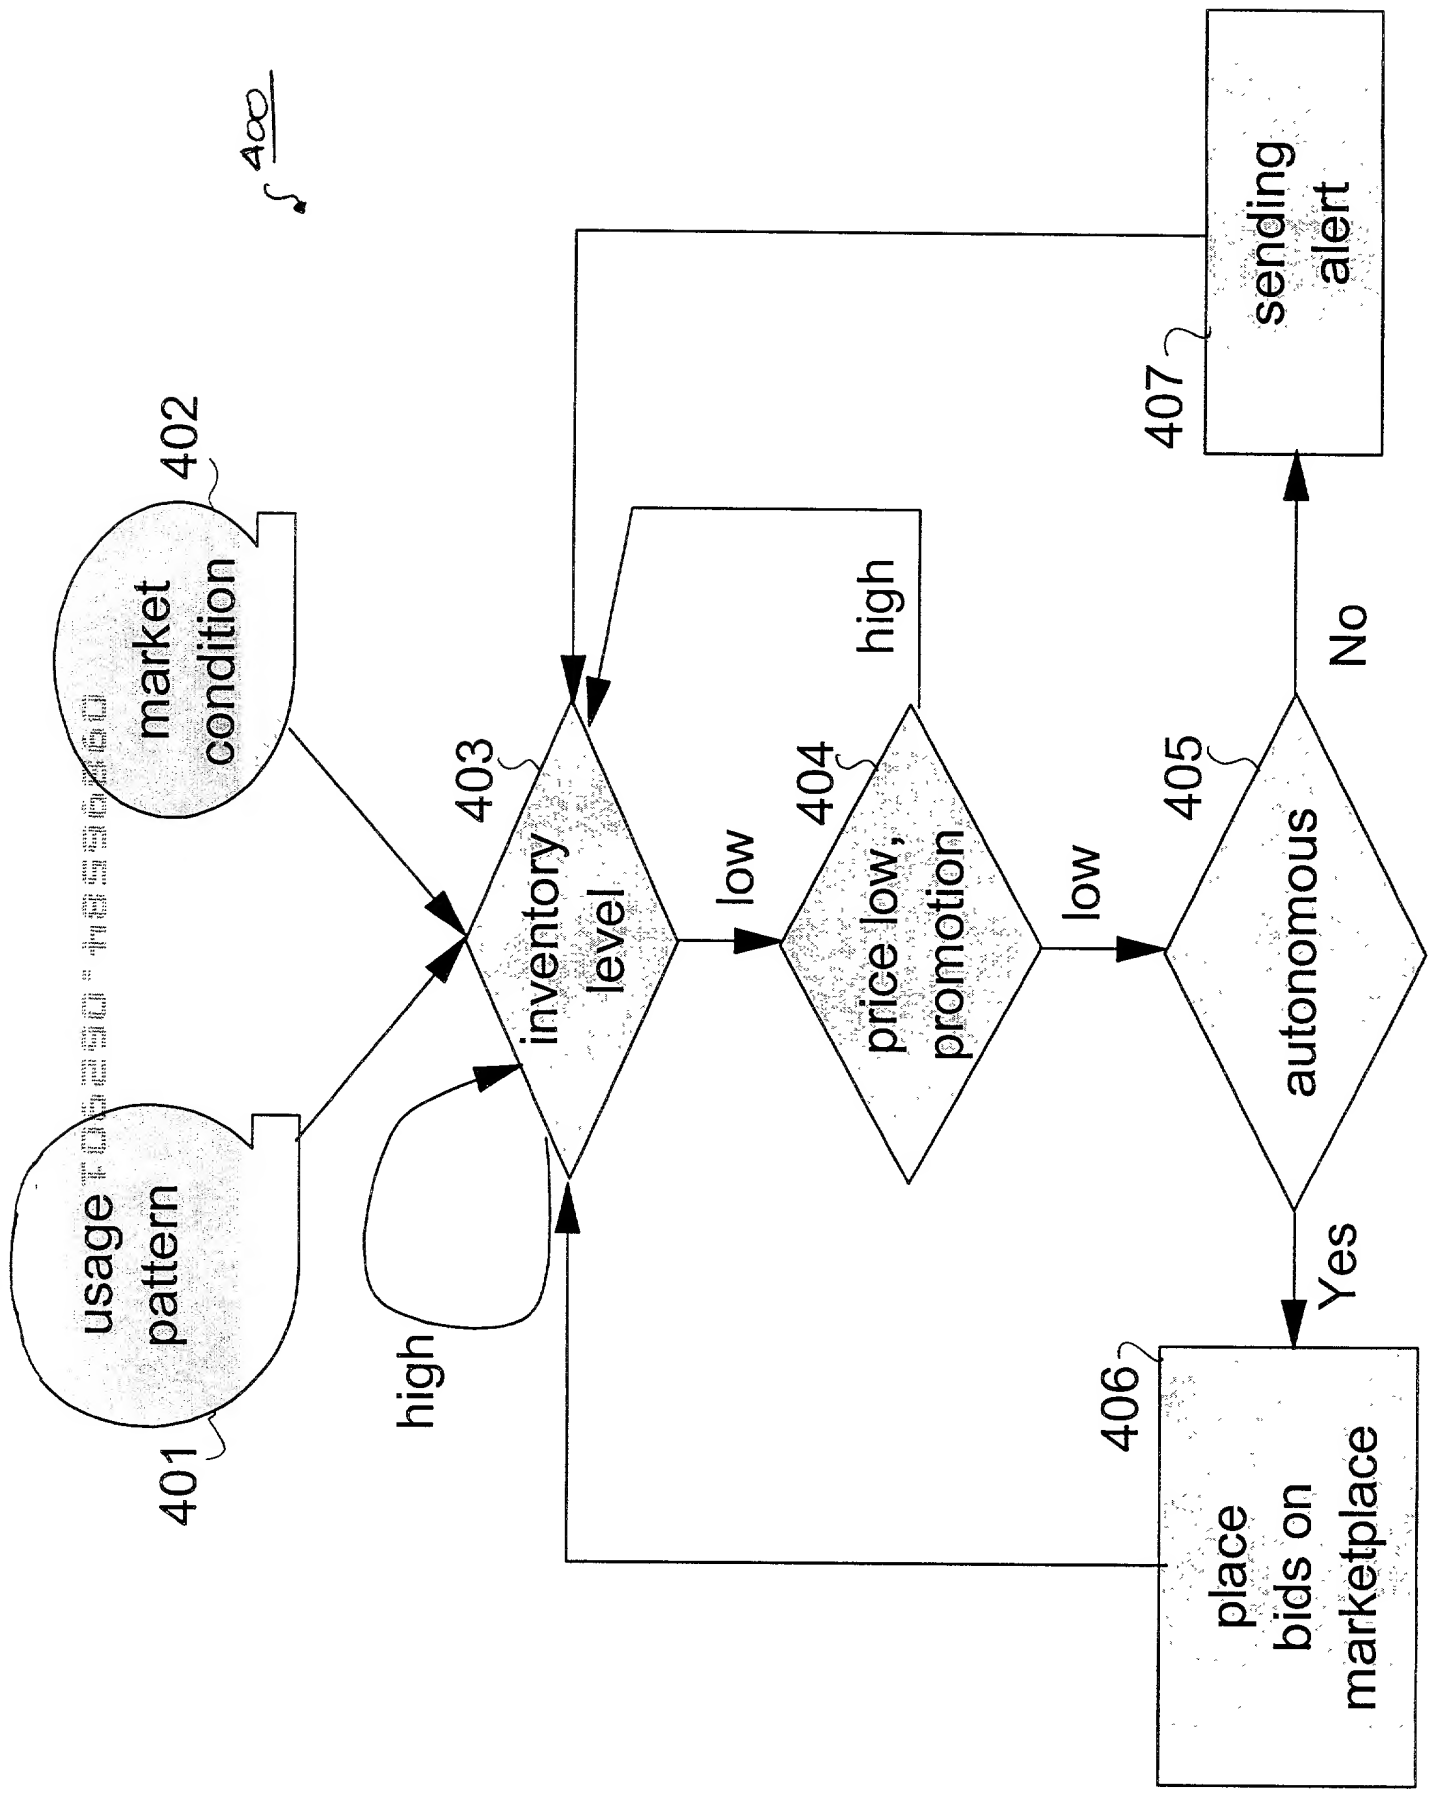 400
usage
pattern
401
market
condition
402
inventory
level
403
high
low
price low,
promotion
404
high
low
autonomous
405
Yes
No
place
bids on
marketplace
406
sending
alert
407